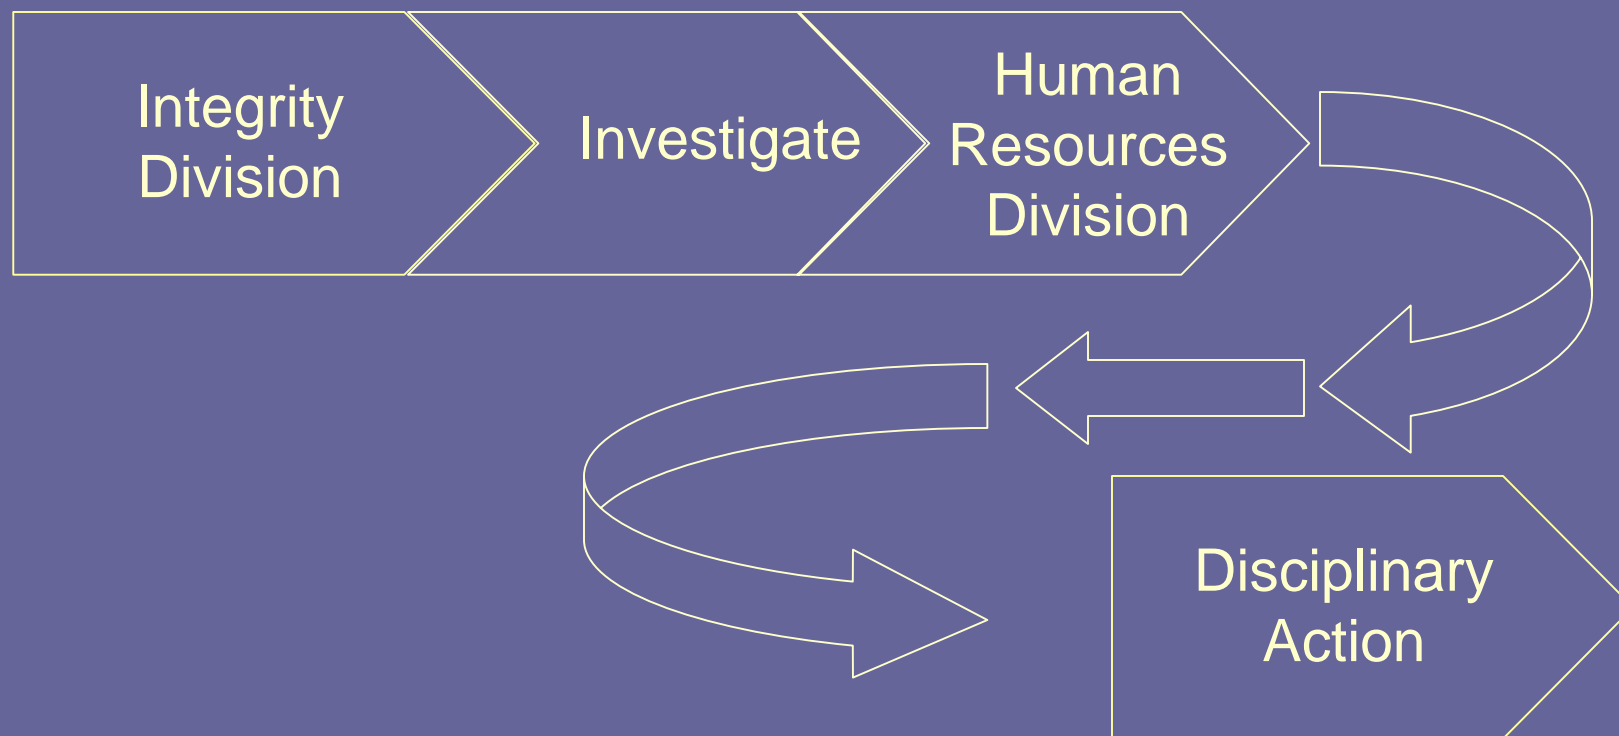 Integrity
Division
Investigate
Human
Resources
Division
Disciplinary
Action